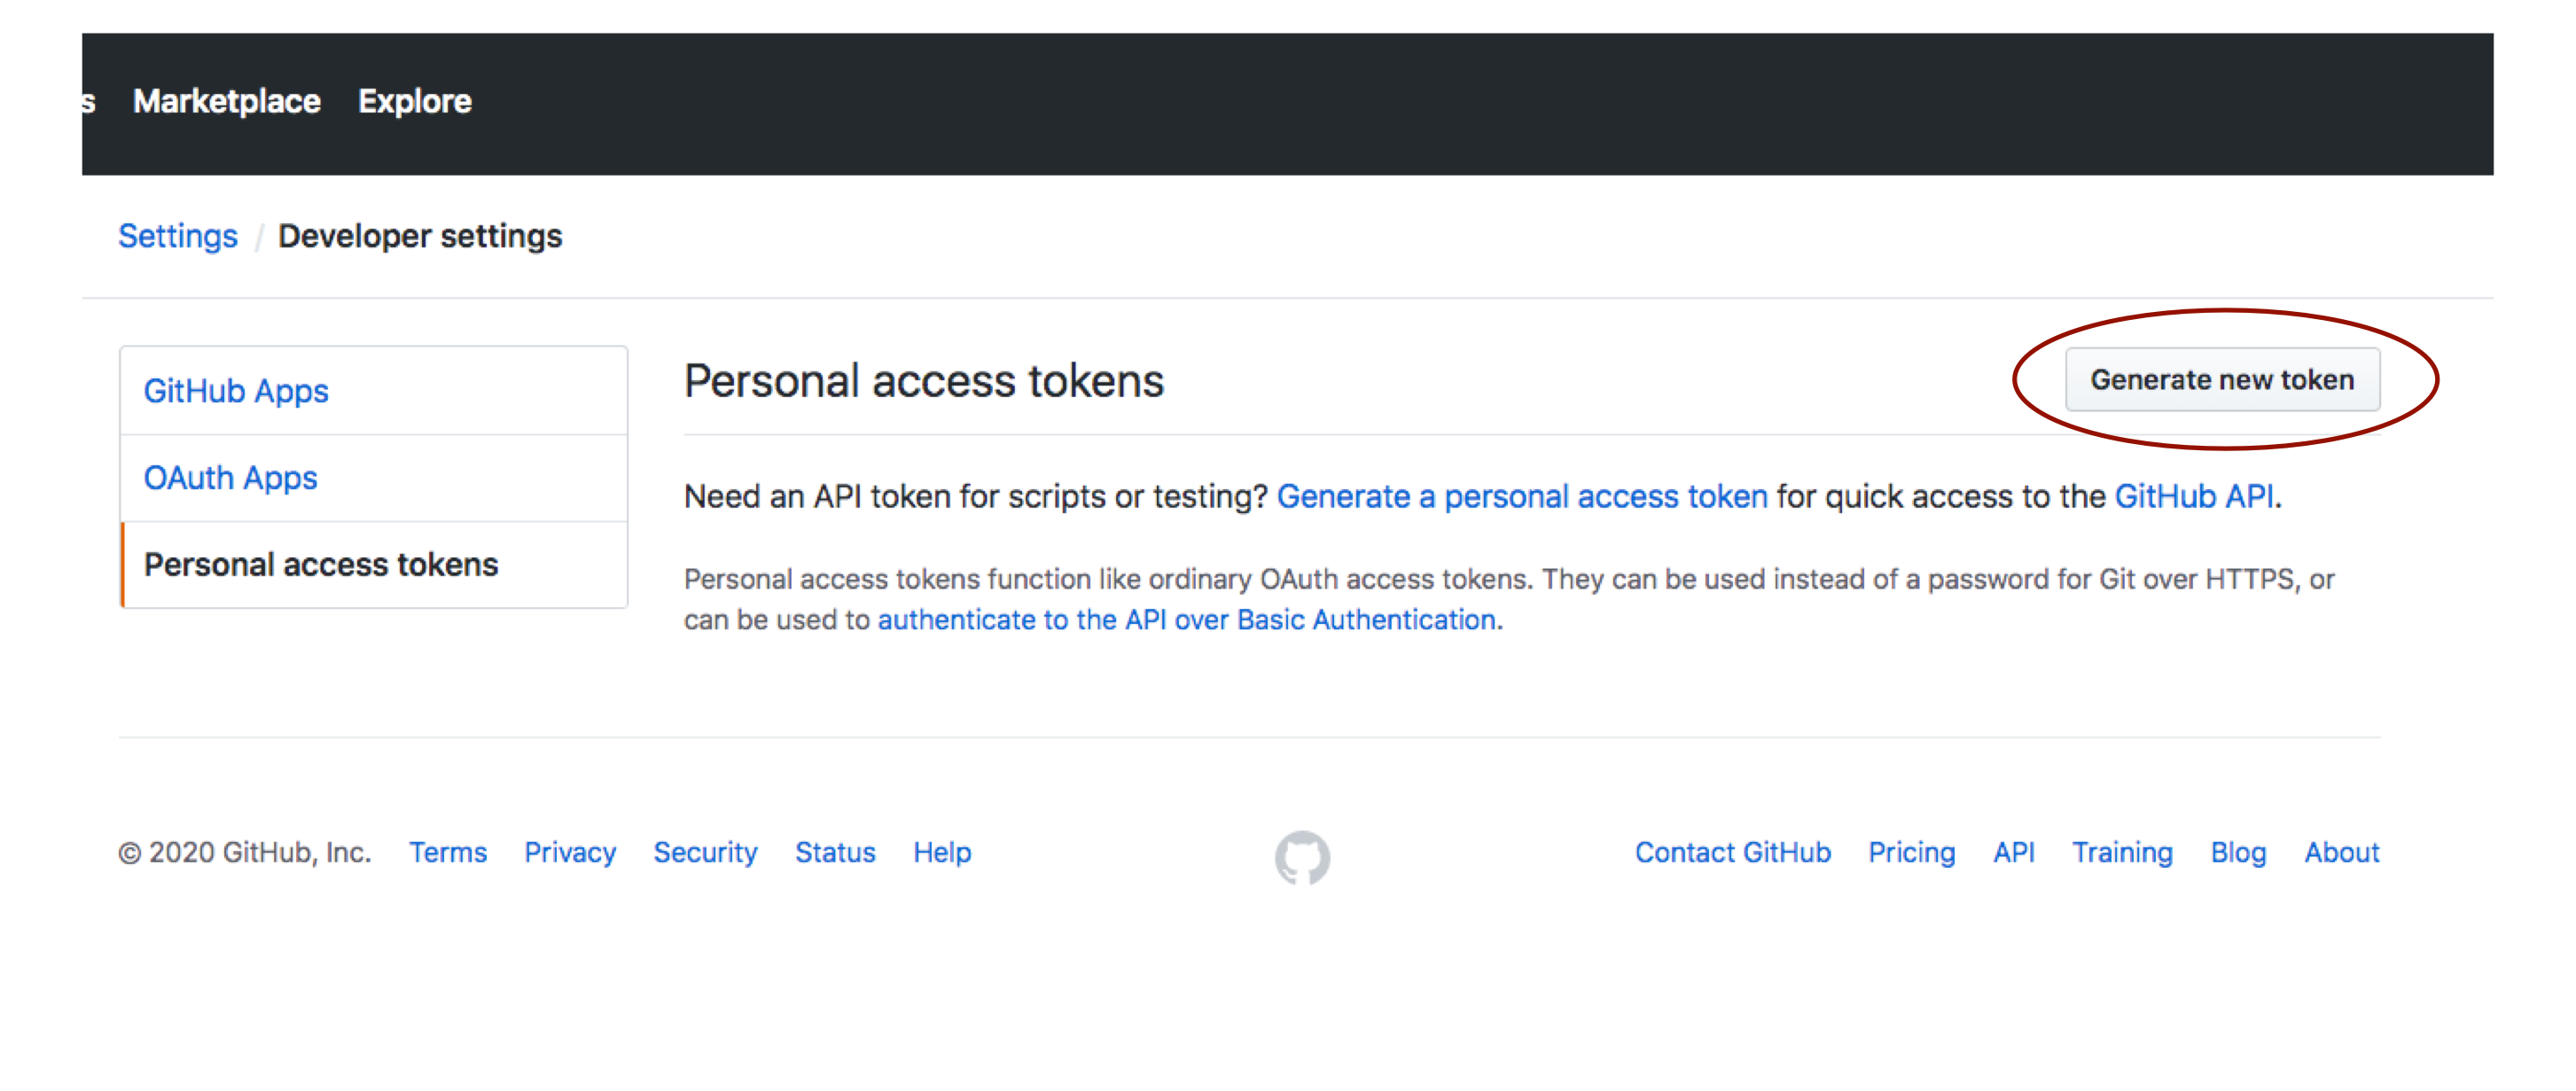 s Marketplace Explore
Settings / Developer settings
GitHub Apps
OAuth Apps
Personal access tokens
Personal access tokens
Generate new token
Need an API token for scripts or testing? Generate a personal access token for quick access to the GitHub API.
Personal access tokens function like ordinary OAuth access tokens. They can be used instead of a password for Git over HTTPS, or
can be used to authenticate to the API over Basic Authentication.
© 2020 GitHub, Inc. Terms Privacy Security Status Help
Contact GitHub Pricing API Training Blog About